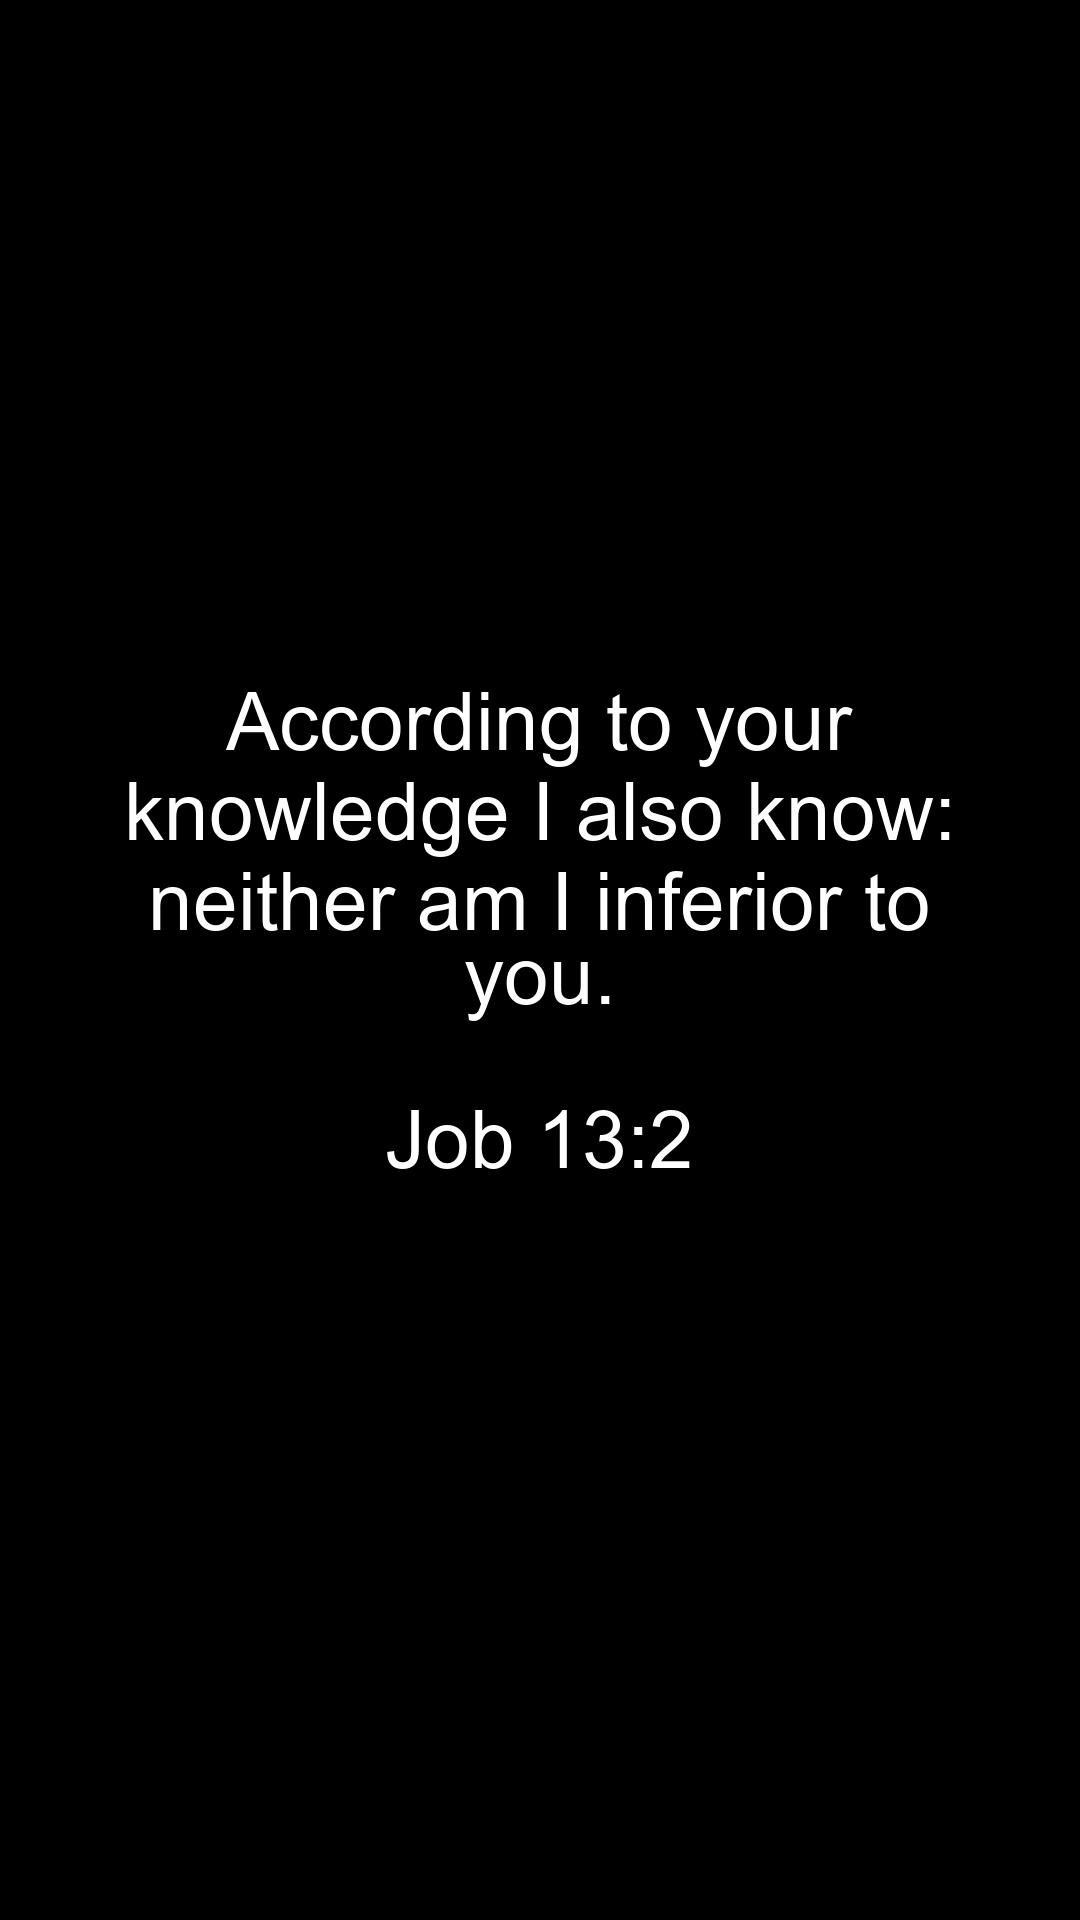 According to your
knowledge I also know:
neither am I inferior to
you.
Job 13:2